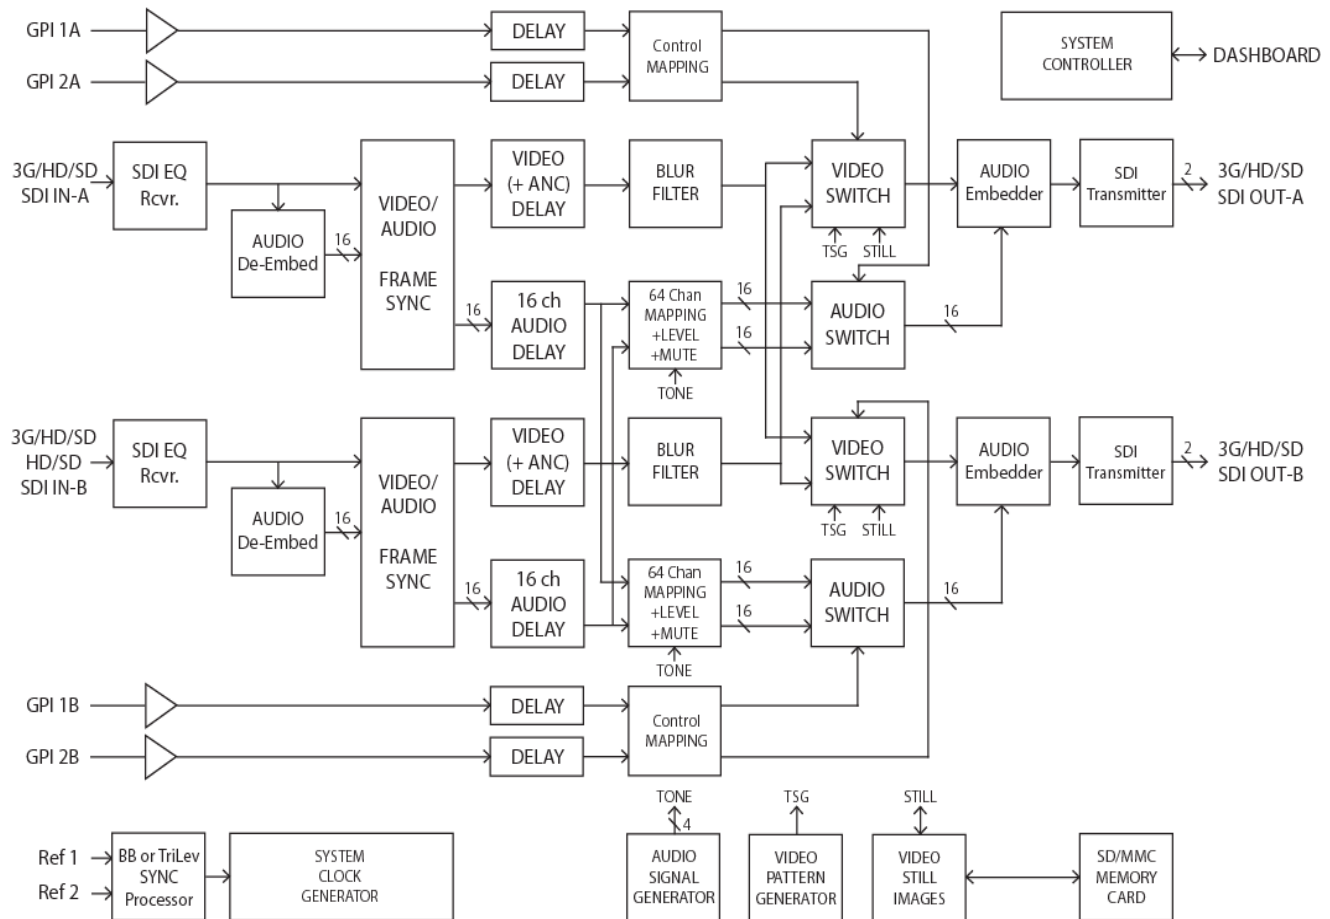 GPI 1A
DELAY
Control
MAPPING
GPI 2A
DELAY
SYSTEM
CONTROLLER
DASHBOARD
3G/HD/SD
SDI IN-A
SDI EQ
Rcvr.
AUDIO
De-Embed
16
VIDEO/
AUDIO
FRAME
SYNC
VIDEO
(+ ANC)
DELAY
BLUR
FILTER
VIDEO
SWITCH
TSG
STILL
AUDIO
Embedder
SDI
Transmitter
2
3G/HD/SD
SDI OUT-A
16
16 ch
AUDIO
DELAY
64 Chan
MAPPING
+LEVEL
+MUTE
TONE
16
16
AUDIO
SWITCH
16
3G/HD/SD
HD/SD
SDI IN-B
SDI EQ
Rcvr.
AUDIO
De-Embed
16
VIDEO/
AUDIO
FRAME
SYNC
VIDEO
(+ ANC)
DELAY
BLUR
FILTER
VIDEO
SWITCH
TSG
STILL
AUDIO
Embedder
SDI
Transmitter
2
3G/HD/SD
SDI OUT-B
16
16 ch
AUDIO
DELAY
64 Chan
MAPPING
+LEVEL
+MUTE
TONE
16
16
AUDIO
SWITCH
16
GPI 1B
DELAY
Control
MAPPING
GPI 2B
DELAY
Ref 1
Ref 2
BB or TriLev
SYNC
Processor
SYSTEM
CLOCK
GENERATOR
TONE
4
AUDIO
SIGNAL
GENERATOR
TSG
VIDEO
PATTERN
GENERATOR
STILL
VIDEO
STILL
IMAGES
SD/MMC
MEMORY
CARD